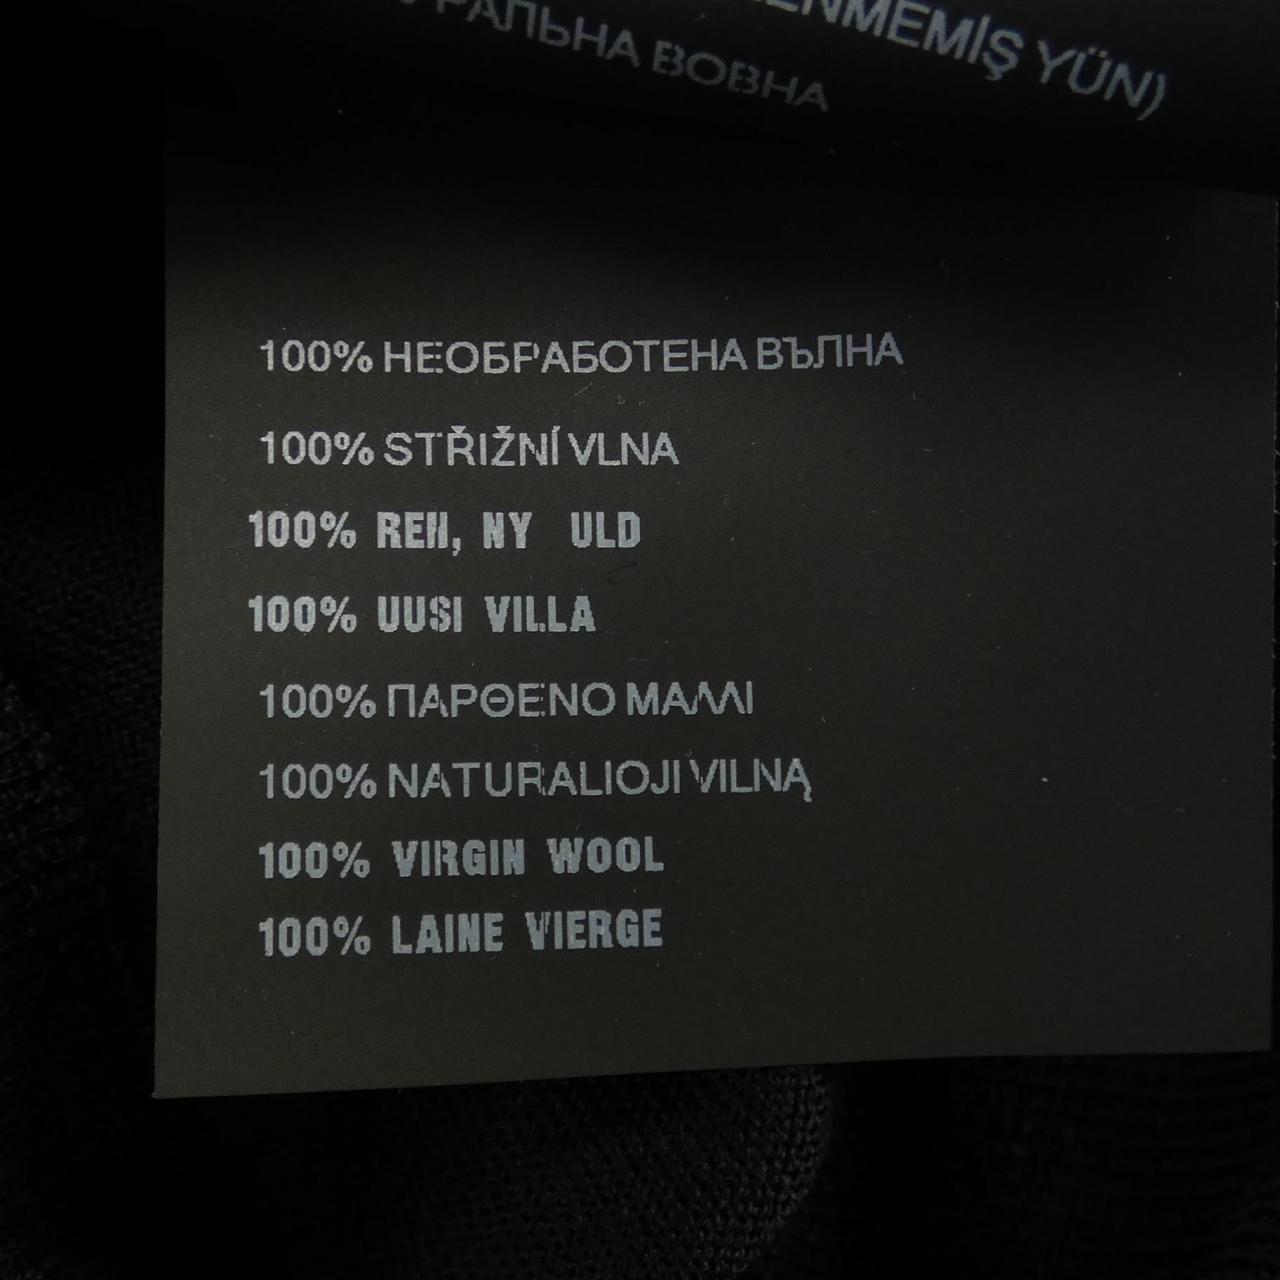 ENMEMİŞ YÜN)
РАЛЬНА ВОВНА
100% НЕОБРАБОТЕНА ВЪЛНА
100% STŘIŽNÍ VLNA
100% REN, NY ULD
100% UUSI VILLA
100% ΠΑΡΘΕΝΟ ΜΑΛΛΙ
100% NATURALIOJI VILNĄ
100% VIRGIN WOOL
100% LAINE VIERGE